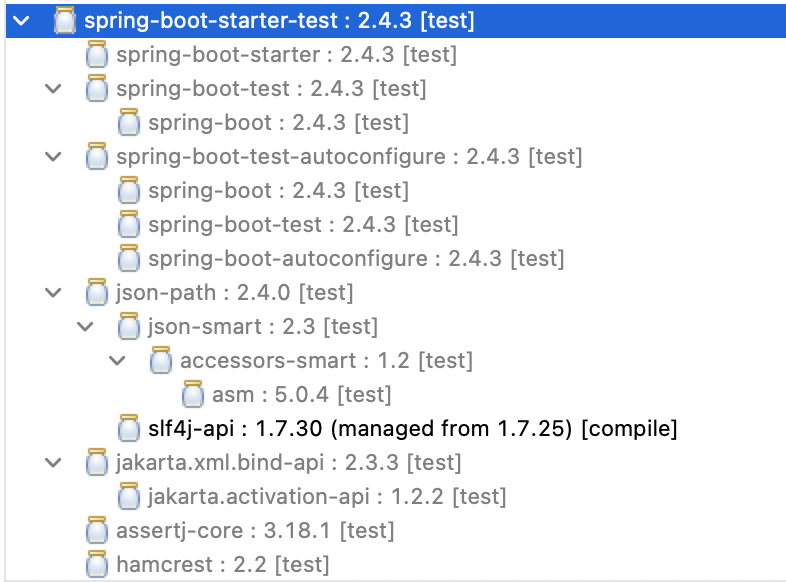 spring-boot-starter-test : 2.4.3 [test]
spring-boot-starter : 2.4.3 [test]
spring-boot-test : 2.4.3 [test]
spring-boot : 2.4.3 [test]
spring-boot-test-autoconfigure : 2.4.3 [test]
spring-boot : 2.4.3 [test]
spring-boot-test : 2.4.3 [test]
spring-boot-autoconfigure : 2.4.3 [test]
json-path : 2.4.0 [test]
json-smart : 2.3 [test]
accessors-smart : 1.2 [test]
asm : 5.0.4 [test]
slf4j-api : 1.7.30 (managed from 1.7.25) [compile]
jakarta.xml.bind-api : 2.3.3 [test]
jakarta.activation-api : 1.2.2 [test]
assertj-core : 3.18.1 [test]
hamcrest : 2.2 [test]